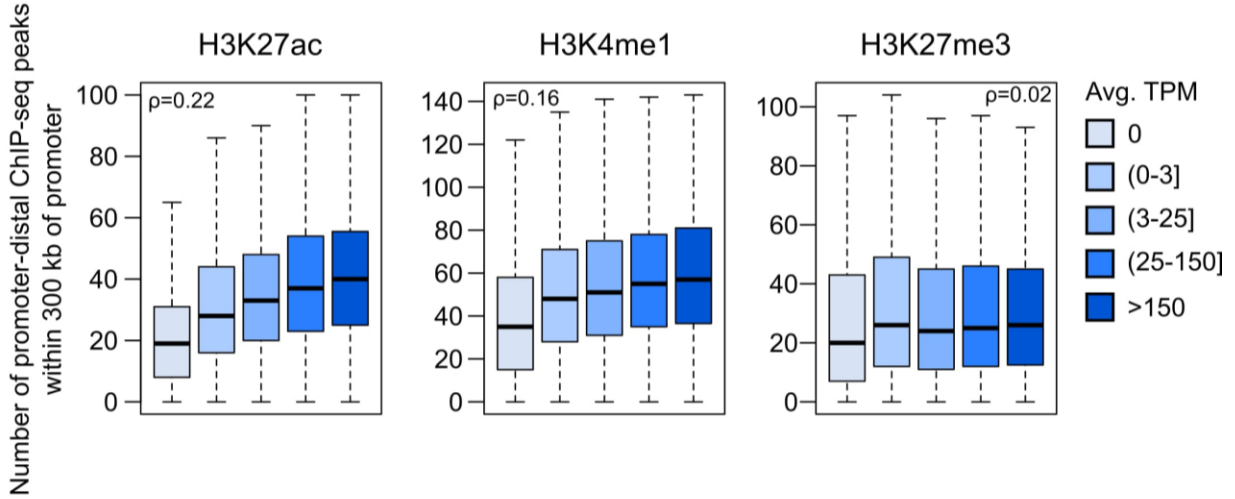 Number of promoter-distal ChIP-seq peaks
within 300 kb of promoter
H3K27ac
ρ=0.22
100
80
60
40
20
0
H3K4me1
ρ=0.16
140
120
100
80
60
40
20
0
H3K27me3
ρ=0.02
100
80
60
40
20
0
Avg. TPM
0
(0-3]
(3-25]
(25-150]
>150